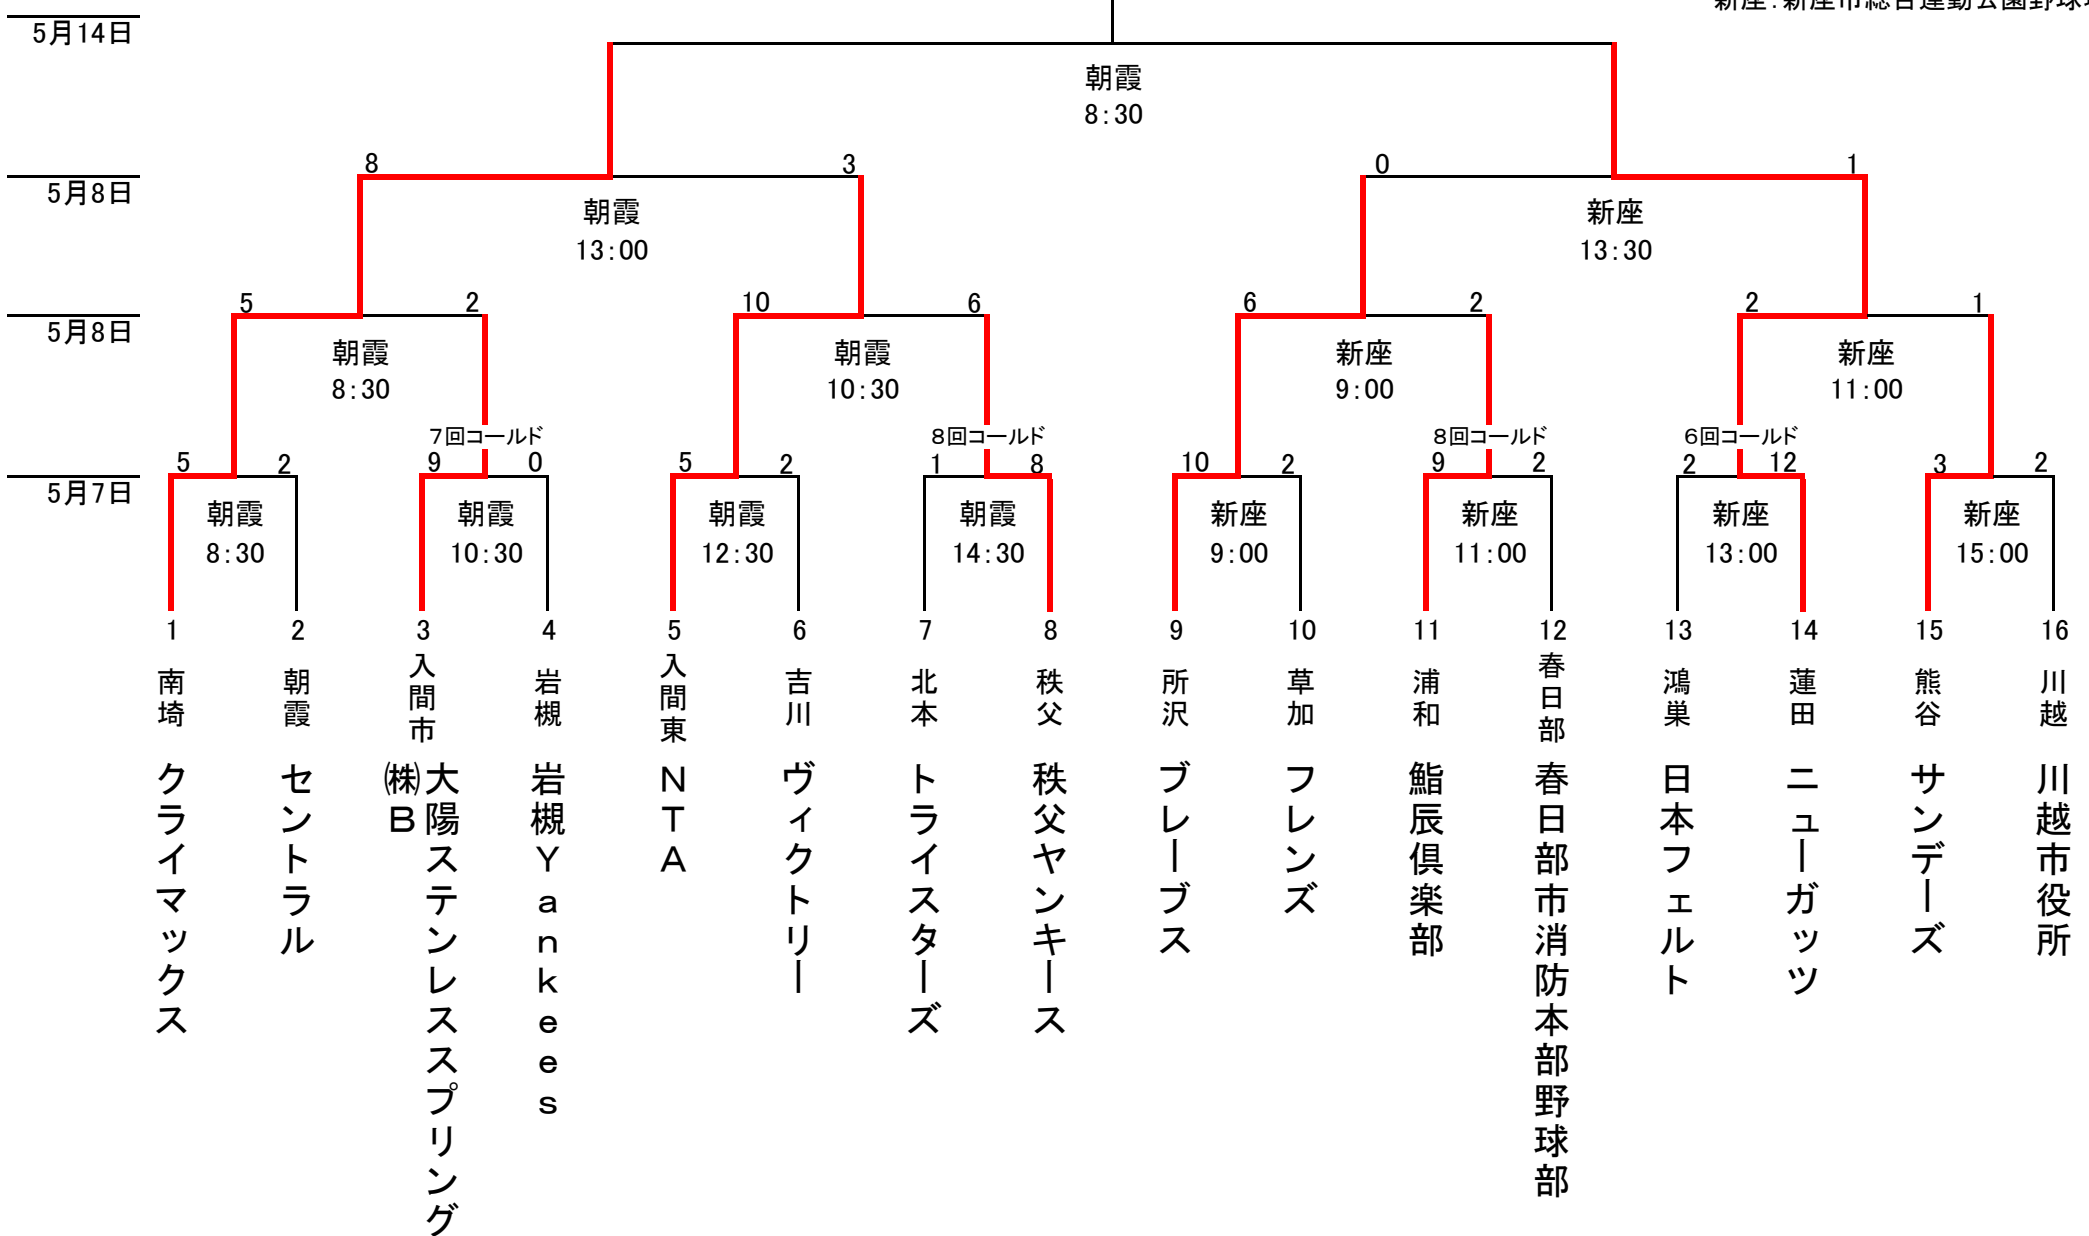 新座：新座市総合運動公園野球場
5月14日
朝霞
8:30
8 3 0 1
5月8日
朝霞 新座
13:00 13:30
5 2 10 6 6 2 2 1
5月8日
朝霞 朝霞 新座 新座
8:30 10:30 9:00 11:00
7回コールド 8回コールド 8回コールド 6回コールド
5 2 9 0 5 2 1 8 10 2 9 2 2 12 3 2
5月7日
朝霞 朝霞 朝霞 朝霞 新座 新座 新座 新座
8:30 10:30 12:30 14:30 9:00 11:00 13:00 15:00
1 2 3 4 5 6 7 8 9 10 11 12 13 14 15 16
南埼
クライマックス
朝霞
セントラル
入間市
大陽ステンレススプリング
㈱B
岩槻
岩槻Yankees
入間東
NTA
吉川
ヴィクトリー
北本
トライスターズ
秩父
秩父ヤンキース
所沢
ブレーブス
草加
フレンズ
浦和
鮨辰倶楽部
春日部
春日部市消防本部野球部
鴻巣
日本フェルト
蓮田
ニューガッツ
熊谷
サンデーズ
川越
川越市役所